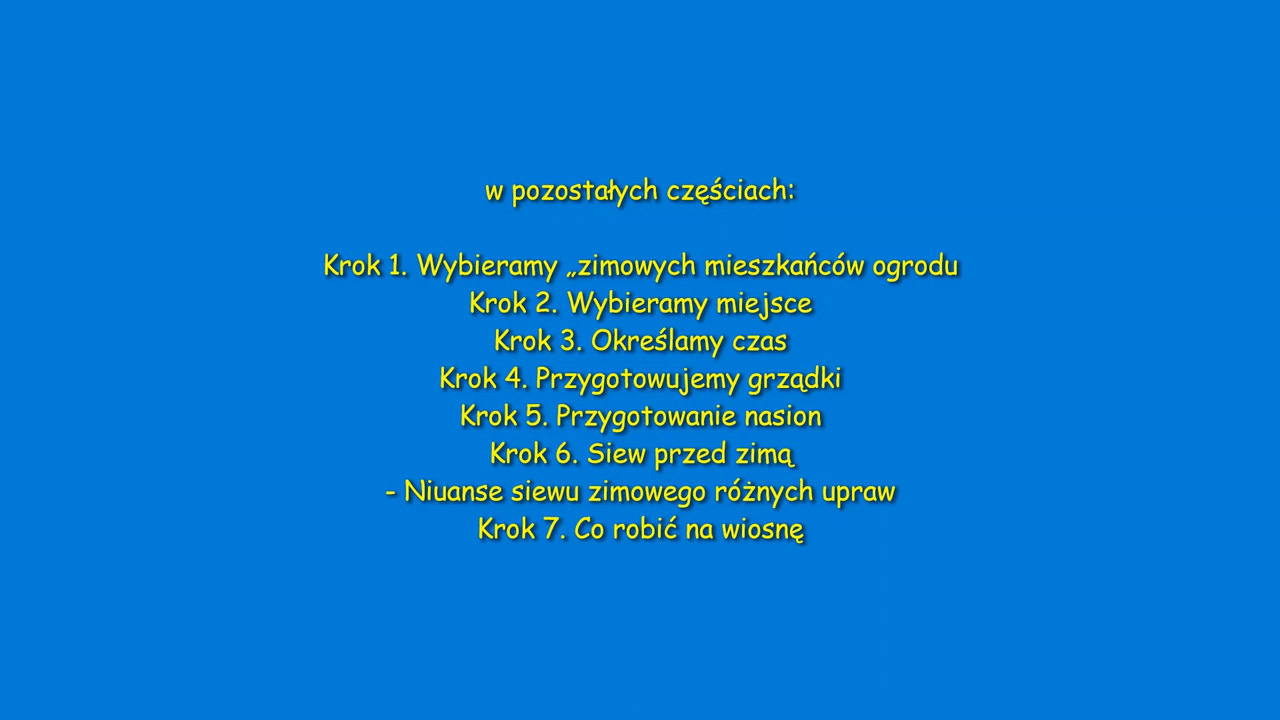 w pozostałych częściach:
Krok 1. Wybieramy „zimowych mieszkańców ogrodu
Krok 2. Wybieramy miejsce
Krok 3. Określamy czas
Krok 4. Przygotowujemy grządki
Krok 5. Przygotowanie nasion
Krok 6. Siew przed zimą
- Niuanse siewu zimowego różnych upraw
Krok 7. Co robić na wiosnę